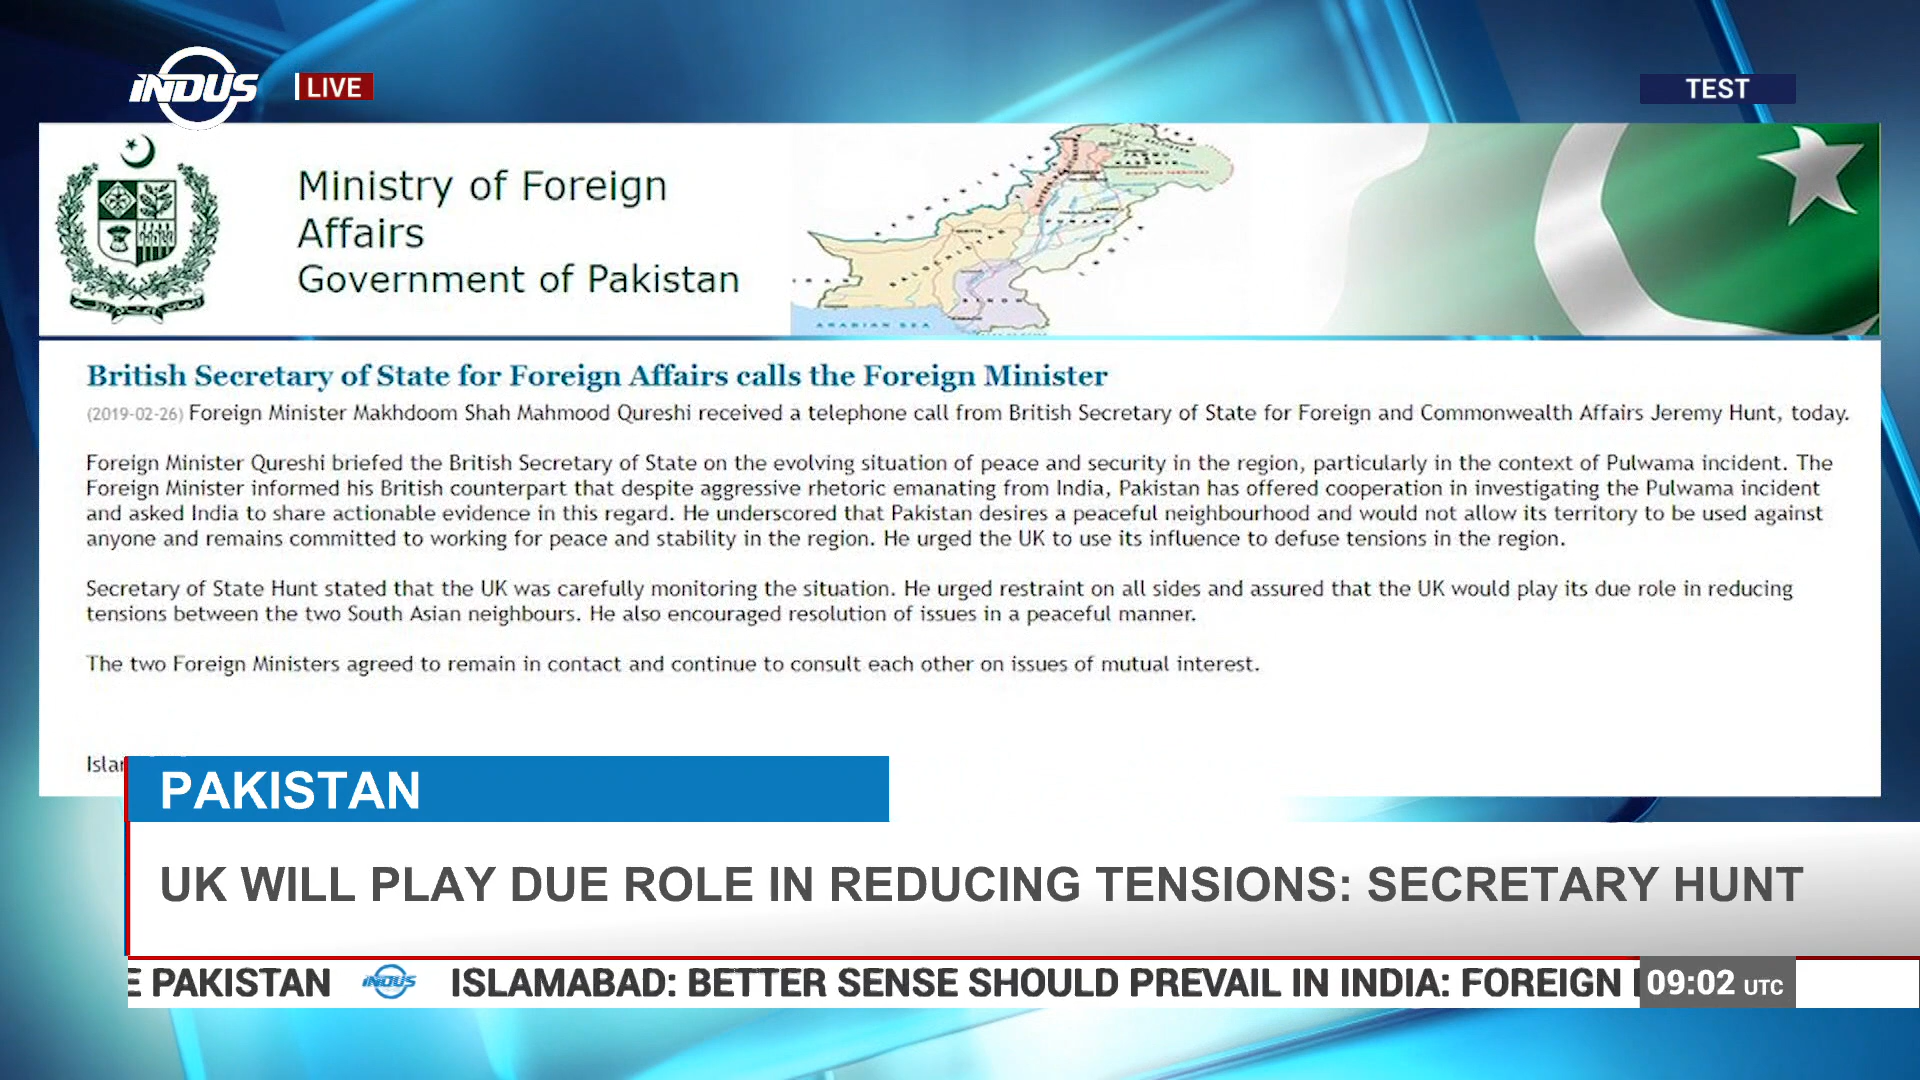 iNDUS
LIVE
TEST
Ministry of Foreign
Affairs
Government of Pakistan
ARABIAN SEA
British Secretary of State for Foreign Affairs calls the Foreign Minister
(2019-02-26) Foreign Minister Makhdoom Shah Mahmood Qureshi received a telephone call from British Secretary of State for Foreign and Commonwealth Affairs Jeremy Hunt, today.
Foreign Minister Qureshi briefed the British Secretary of State on the evolving situation of peace and security in the region, particularly in the context of Pulwama incident. The
Foreign Minister informed his British counterpart that despite aggressive rhetoric emanating from India, Pakistan has offered cooperation in investigating the Pulwama incident
and asked India to share actionable evidence in this regard. He underscored that Pakistan desires a peaceful neighbourhood and would not allow its territory to be used against
anyone and remains committed to working for peace and stability in the region. He urged the UK to use its influence to defuse tensions in the region.
Secretary of State Hunt stated that the UK was carefully monitoring the situation. He urged restraint on all sides and assured that the UK would play its due role in reducing
tensions between the two South Asian neighbours. He also encouraged resolution of issues in a peaceful manner.
The two Foreign Ministers agreed to remain in contact and continue to consult each other on issues of mutual interest.
PAKISTAN
UK WILL PLAY DUE ROLE IN REDUCING TENSIONS: SECRETARY HUNT
E PAKISTAN iNDUS ISLAMABAD: BETTER SENSE SHOULD PREVAIL IN INDIA: FOREIGN
09:02 UTC